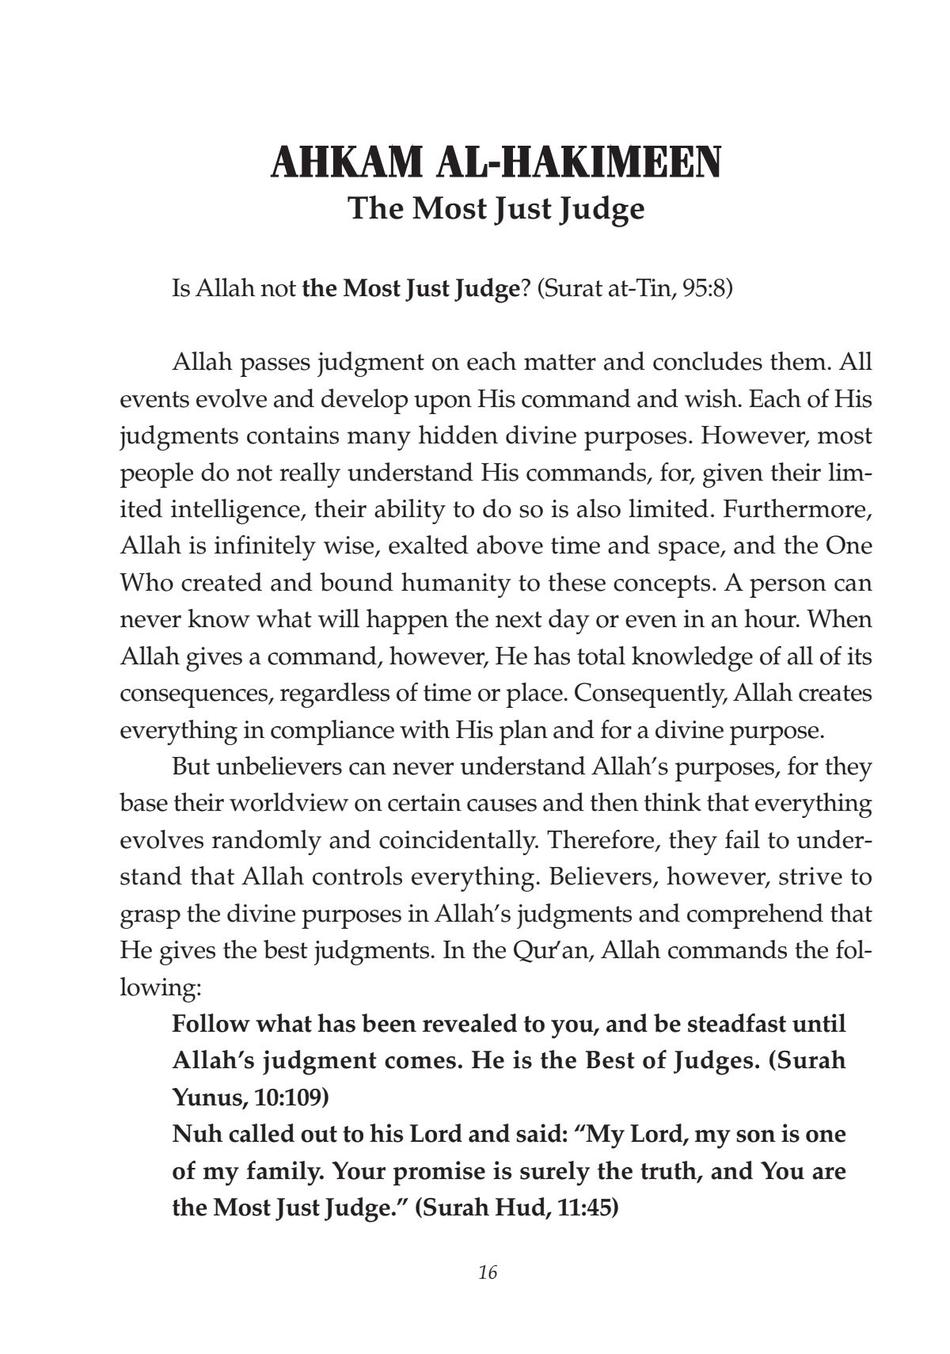 AHKAM AL-HAKIMEEN
The Most Just Judge
Is Allah not the Most Just Judge? (Surat at-Tin, 95:8)
Allah passes judgment on each matter and concludes them. All
events evolve and develop upon His command and wish. Each of His
judgments contains many hidden divine purposes. However, most
people do not really understand His commands, for, given their lim-
ited intelligence, their ability to do so is also limited. Furthermore,
Allah is infinitely wise, exalted above time and space, and the One
Who created and bound humanity to these concepts. A person can
never know what will happen the next day or even in an hour. When
Allah gives a command, however, He has total knowledge of all of its
consequences, regardless of time or place. Consequently, Allah creates
everything in compliance with His plan and for a divine purpose.
But unbelievers can never understand Allah's purposes, for they
base their worldview on certain causes and then think that everything
evolves randomly and coincidentally. Therefore, they fail to under-
stand that Allah controls everything. Believers, however, strive to
grasp the divine purposes in Allah's judgments and comprehend that
He gives the best judgments. In the Qur'an, Allah commands the fol-
lowing:
Follow what has been revealed to you, and be steadfast until
Allah's judgment comes. He is the Best of Judges. (Surah
Yunus, 10:109)
Nuh called out to his Lord and said: “My Lord, my son is one
of my family. Your promise is surely the truth, and You are
the Most Just Judge.” (Surah Hud, 11:45)
16